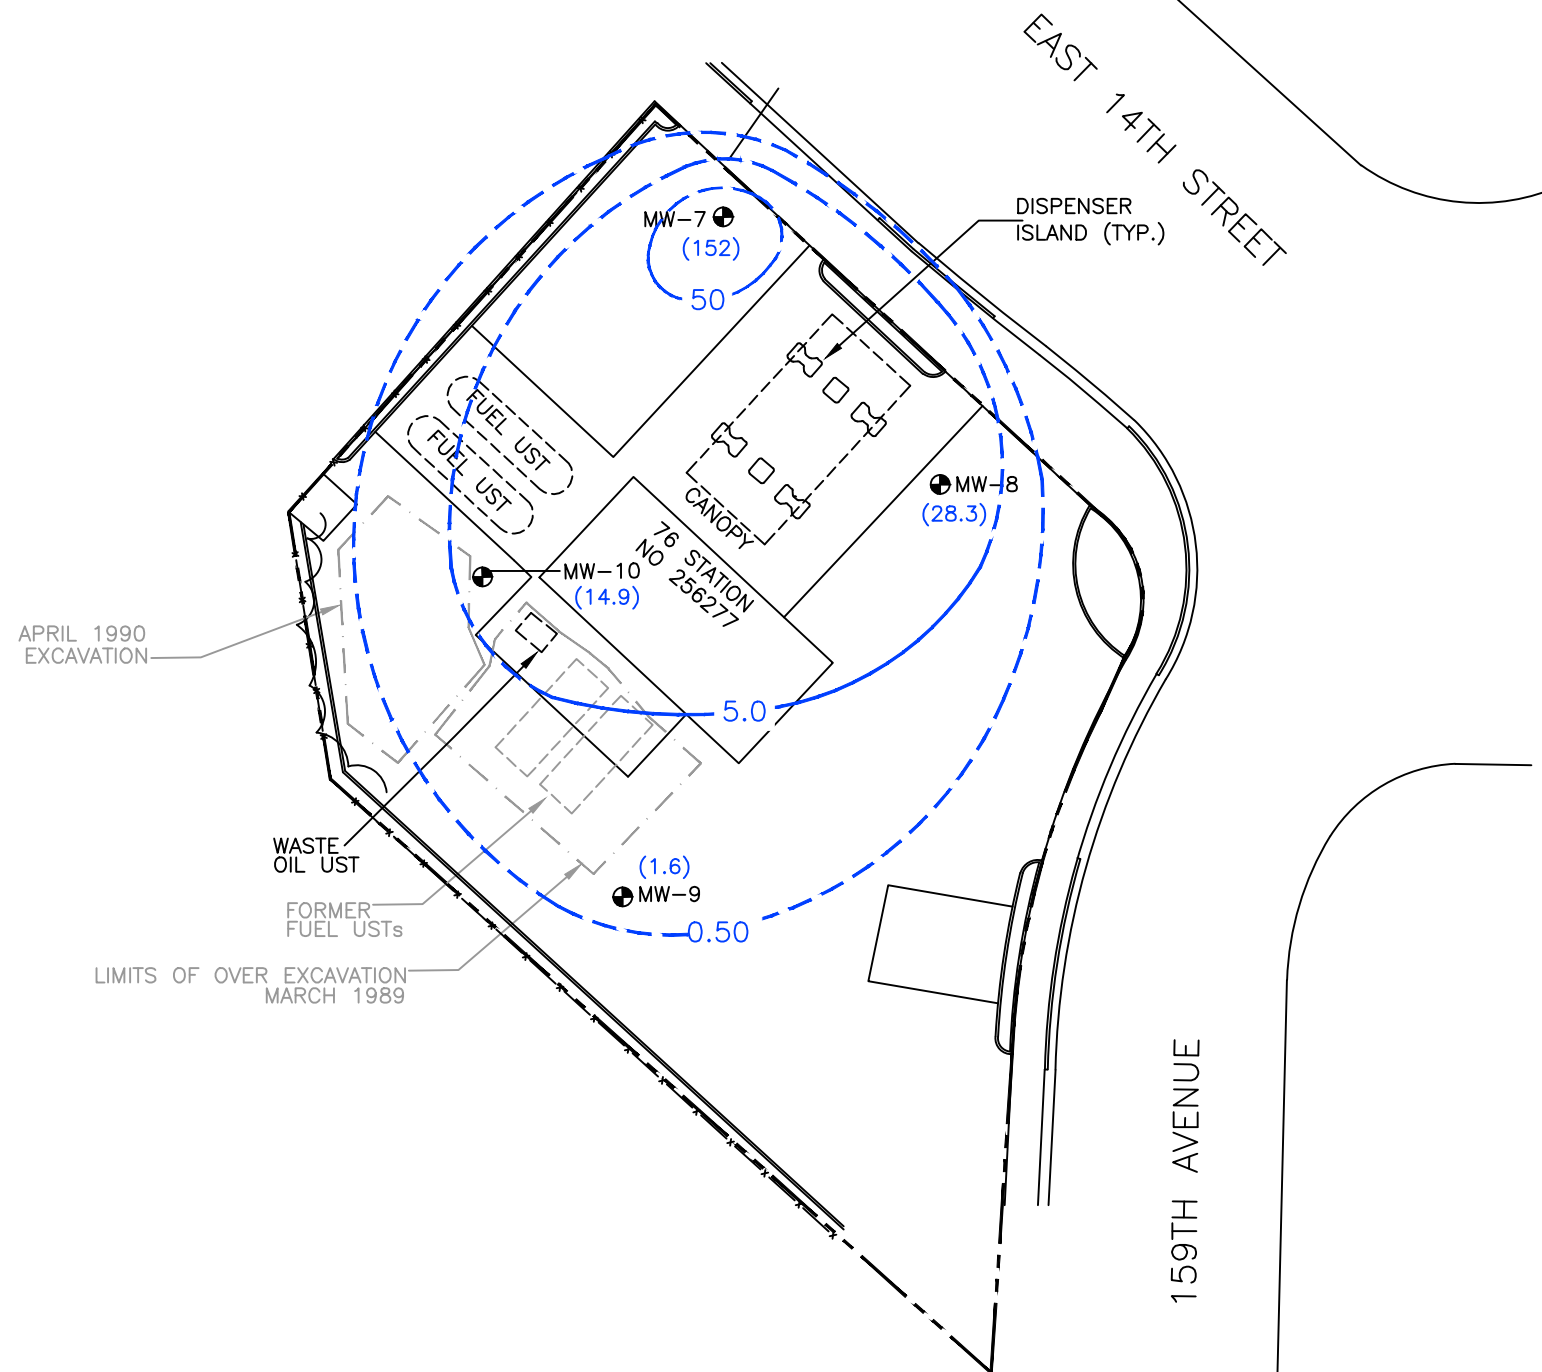 EAST 14TH STREET
DISPENSER
ISLAND (TYP.)
MW-7
(152)
50
FUEL UST
FUEL UST
CANOPY
MW-8
(28.3)
76 STATION
NO 256277
MW-10
(14.9)
APRIL 1990
EXCAVATION
5.0
WASTE
OIL UST
(1.6)
MW-9
FORMER
FUEL USTs
0.50
LIMITS OF OVER EXCAVATION
MARCH 1989
159TH AVENUE